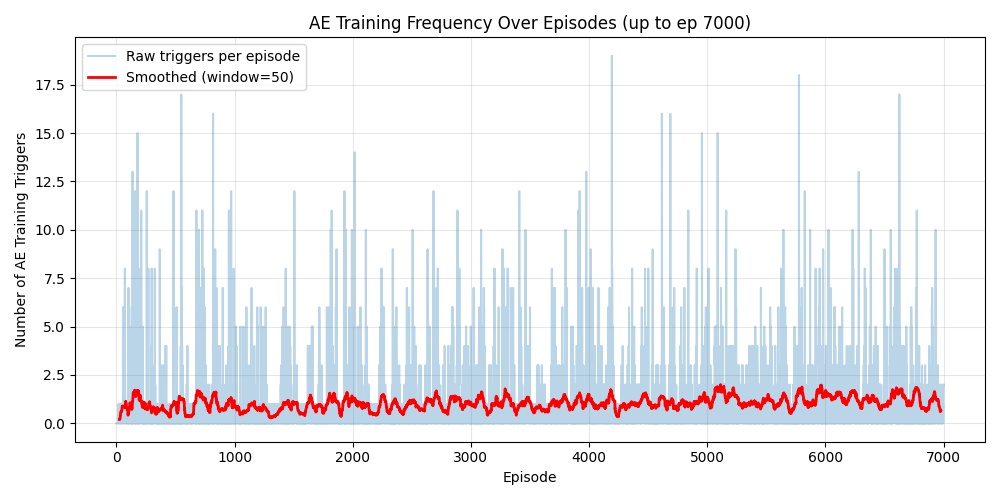 AE Training Frequency Over Episodes (up to ep 7000)
Raw triggers per episode
Smoothed (window=50)
Number of AE Training Triggers
17.5
15.0
12.5
10.0
7.5
5.0
2.5
0.0
0 1000 2000 3000 4000 5000 6000 7000
Episode